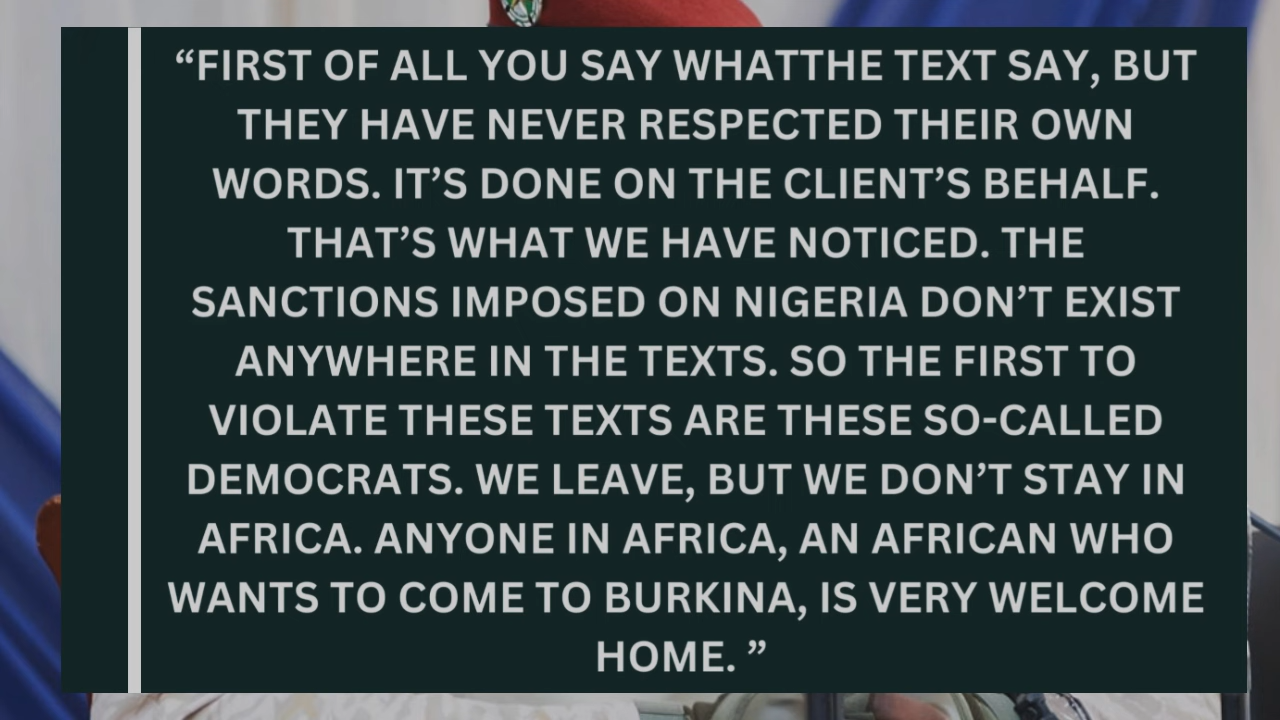 “FIRST OF ALL YOU SAY WHATTHE TEXT SAY, BUT
THEY HAVE NEVER RESPECTED THEIR OWN
WORDS. IT’S DONE ON THE CLIENT’S BEHALF.
THAT’S WHAT WE HAVE NOTICED. THE
SANCTIONS IMPOSED ON NIGERIA DON’T EXIST
ANYWHERE IN THE TEXTS. SO THE FIRST TO
VIOLATE THESE TEXTS ARE THESE SO-CALLED
DEMOCRATS. WE LEAVE, BUT WE DON’T STAY IN
AFRICA. ANYONE IN AFRICA, AN AFRICAN WHO
WANTS TO COME TO BURKINA, IS VERY WELCOME
HOME. ”